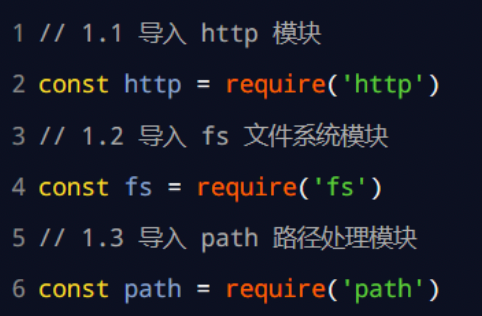 1 // 1.1 导入 http 模块
2 const http = require('http')
3 // 1.2 导入 fs 文件系统模块
4 const fs = require('fs')
5 // 1.3 导入 path 路径处理模块
6 const path = require('path')